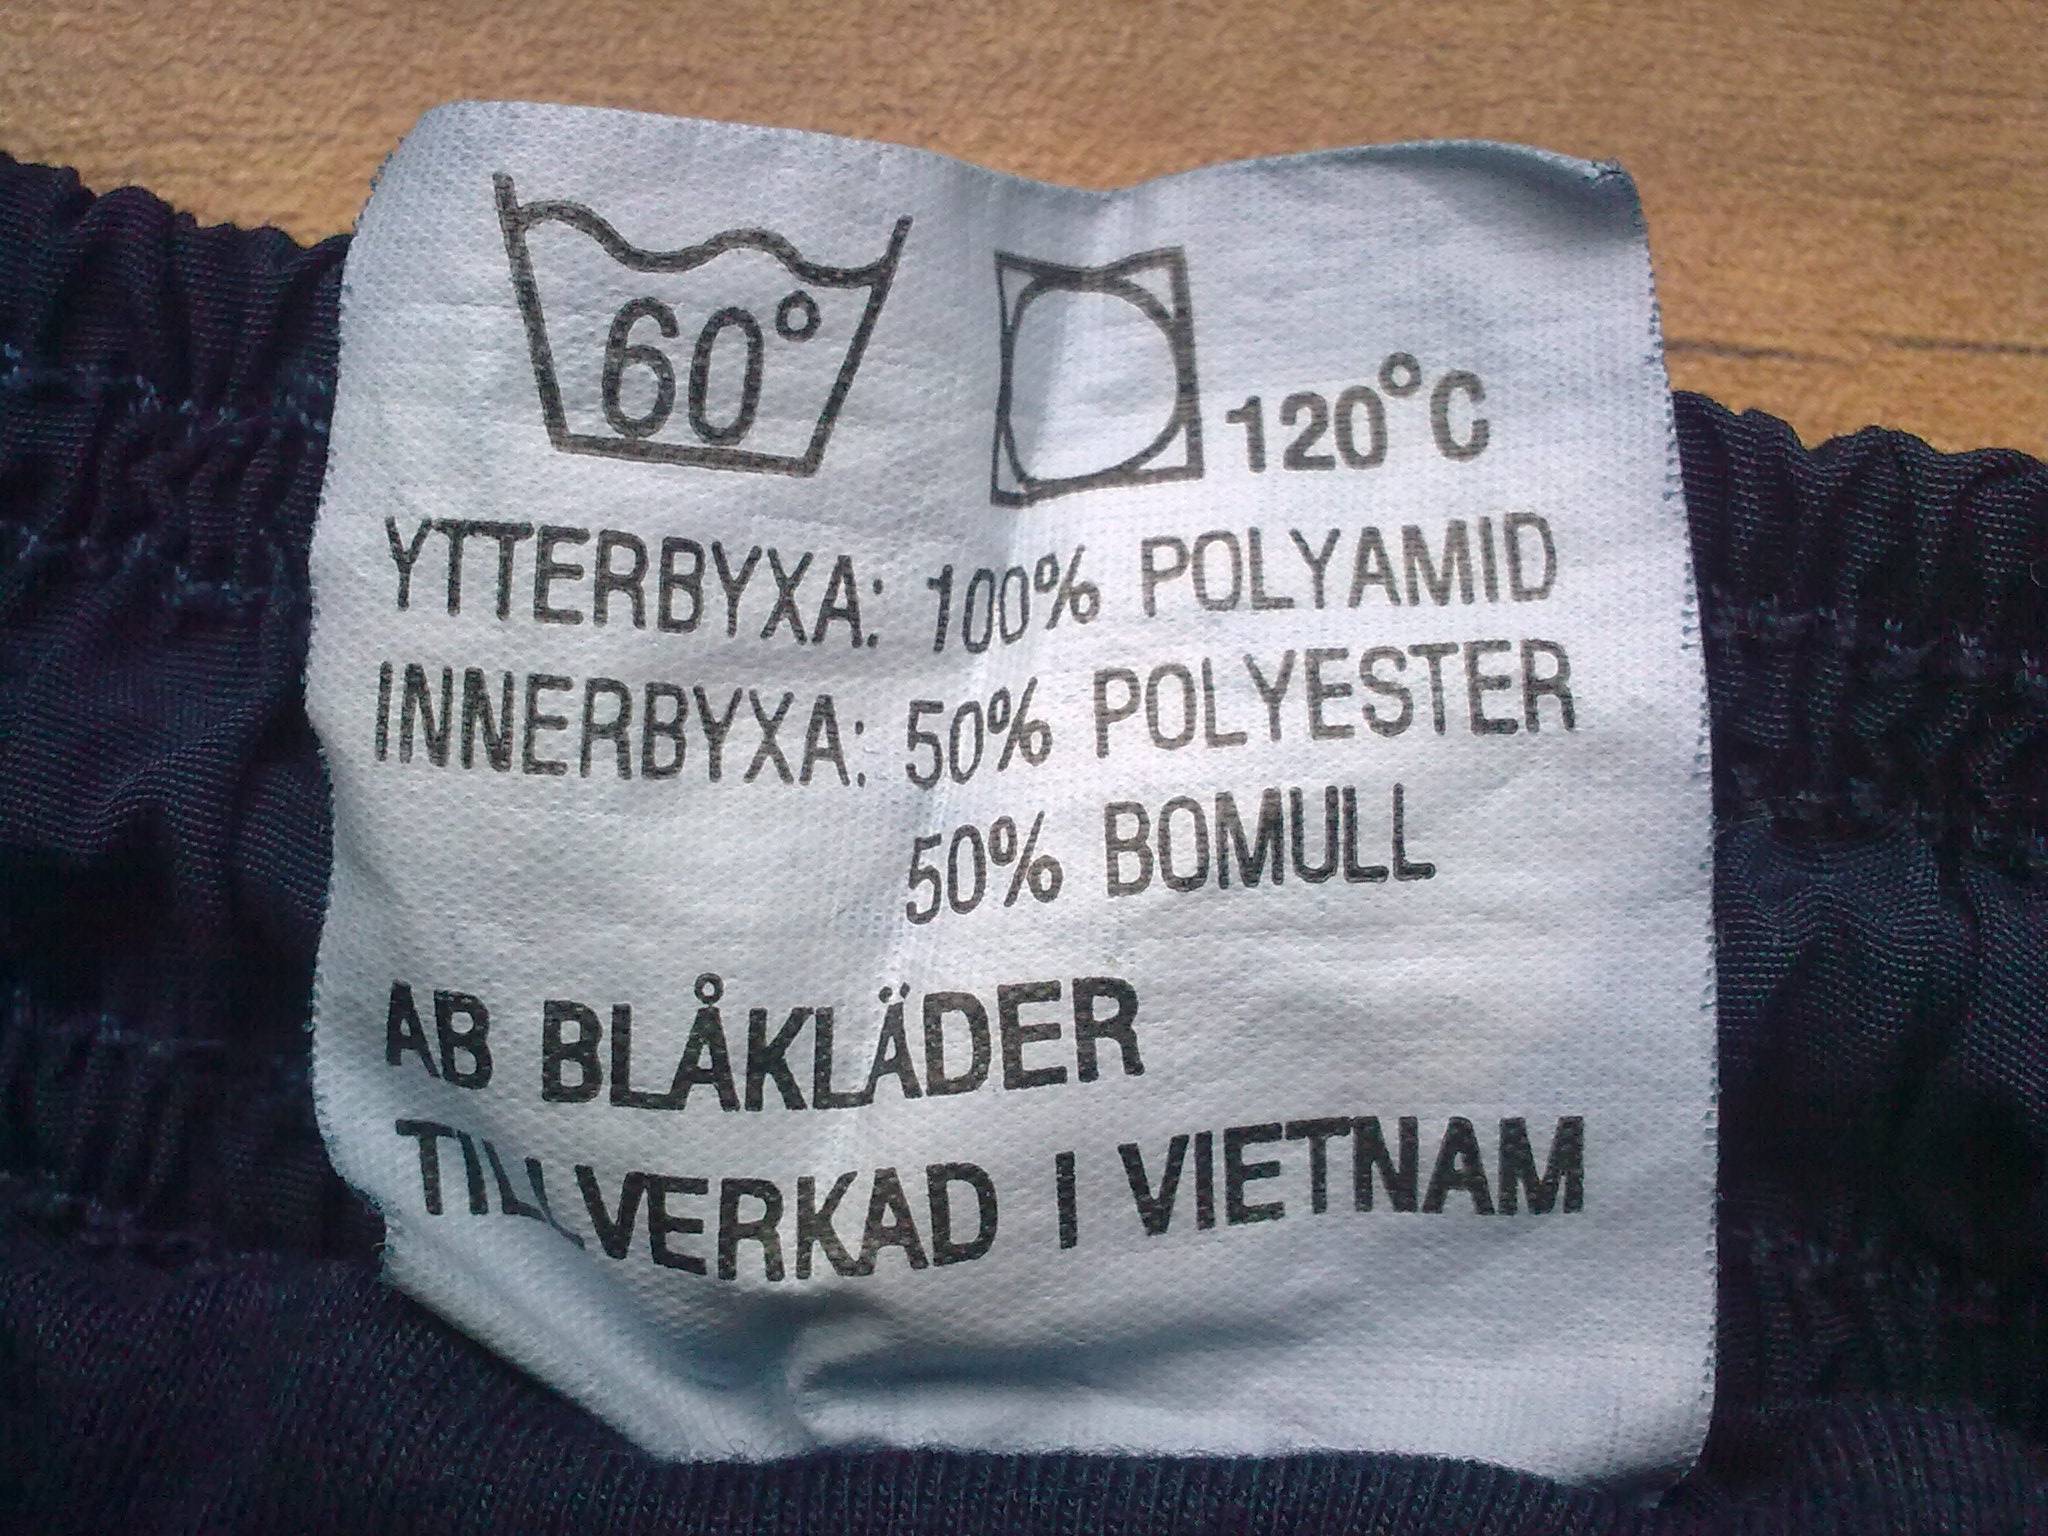 60°
120°C
YTTERBYXA: 100% POLYAMID
INNERBYXA: 50% POLYESTER
50% BOMULL
AB BLÅKLÄDER
TILLVERKAD I VIETNAM